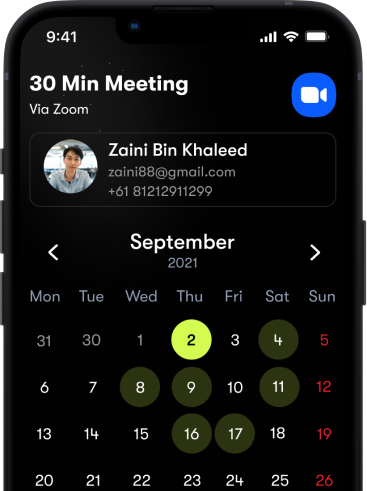 9:41
30 Min Meeting
Via Zoom
Zaini Bin Khaleed
zaini88@gmail.com
+61 81212911299
September
2021
Mon Tue Wed Thu Fri Sat Sun
31 30 1 2 3 4 5
6 7 8 9 10 11 12
13 14 15 16 17 18 19
20 21 22 23 24 25 26